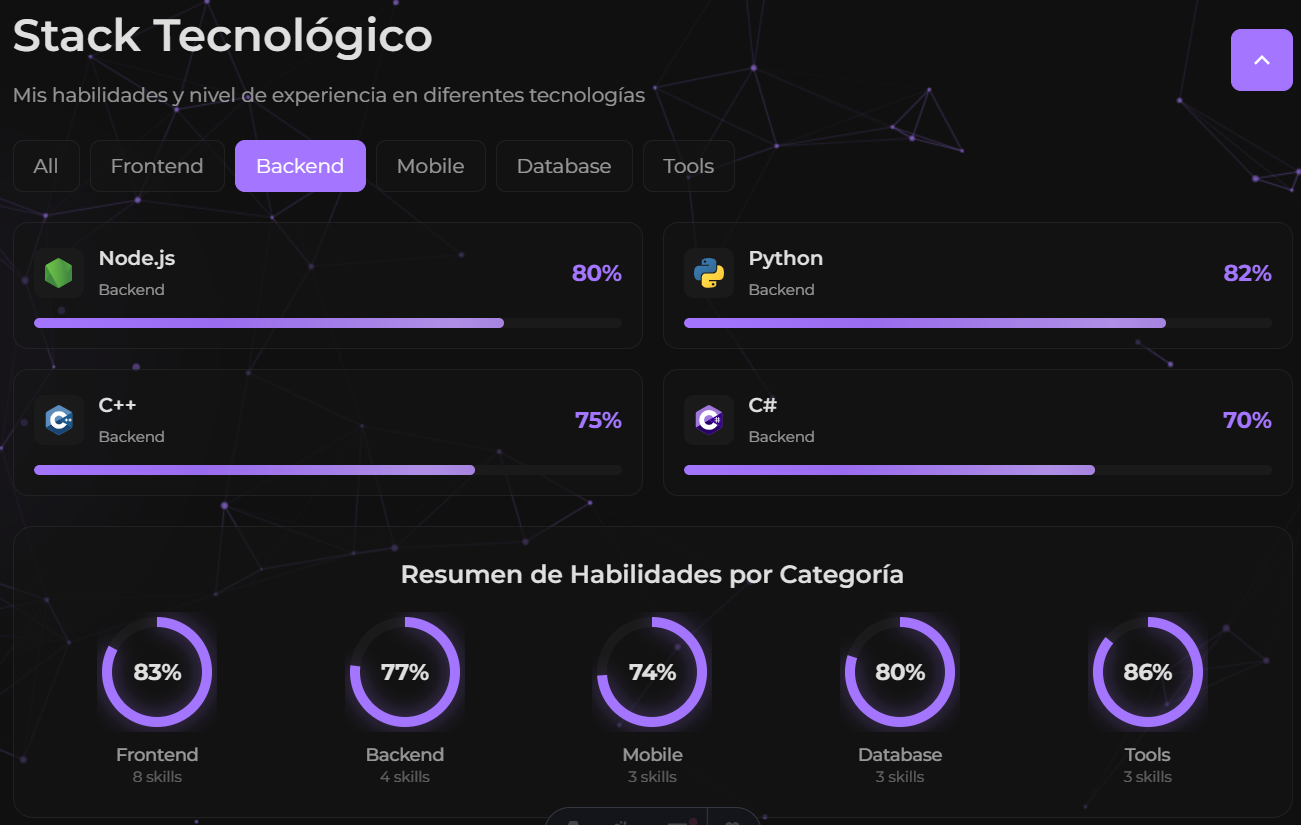 Stack Tecnológico
Mis habilidades y nivel de experiencia en diferentes tecnologías
All
Frontend
Backend
Mobile
Database
Tools
Node.js
Backend
80%
Python
Backend
82%
C++
Backend
75%
C#
Backend
70%
Resumen de Habilidades por Categoría
83%
77%
74%
80%
86%
Frontend
Backend
Mobile
Database
Tools
8 skills
4 skills
3 skills
3 skills
3 skills